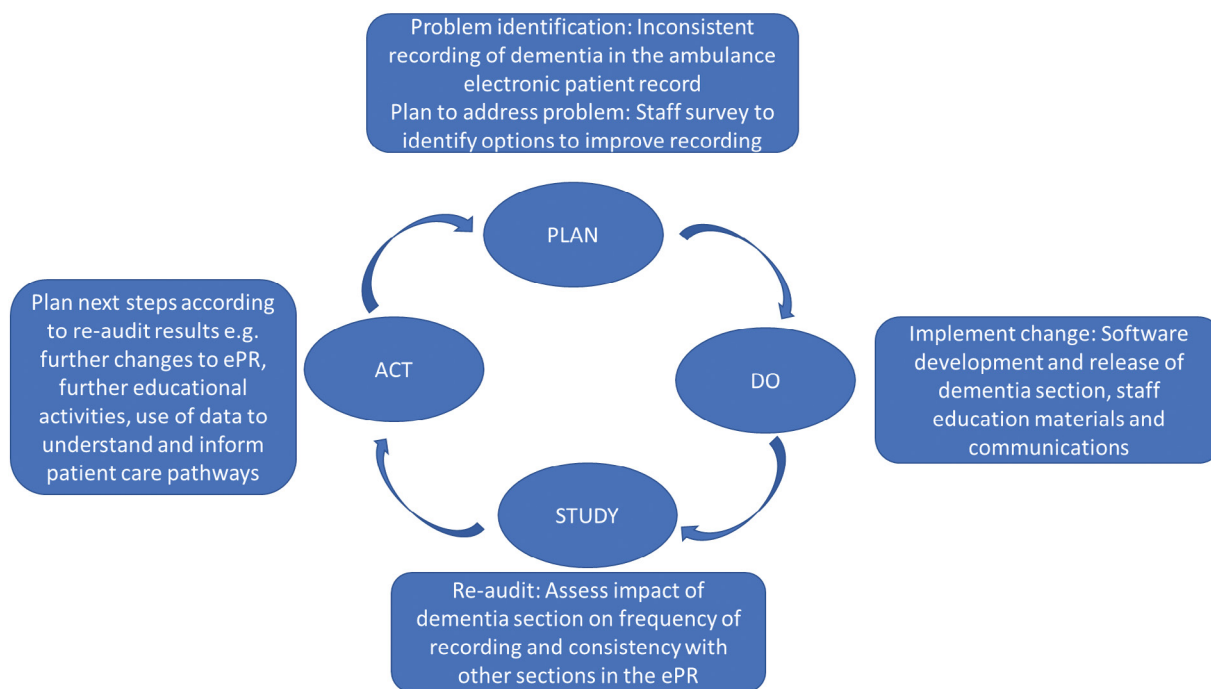 Problem identification: Inconsistent
recording of dementia in the ambulance
electronic patient record
Plan to address problem: Staff survey to
identify options to improve recording
PLAN
Plan next steps according
to re-audit results e.g.
further changes to ePR,
further educational
activities, use of data to
understand and inform
patient care pathways
ACT
DO
Implement change: Software
development and release of
dementia section, staff
education materials and
communications
STUDY
Re-audit: Assess impact of
dementia section on frequency of
recording and consistency with
other sections in the ePR